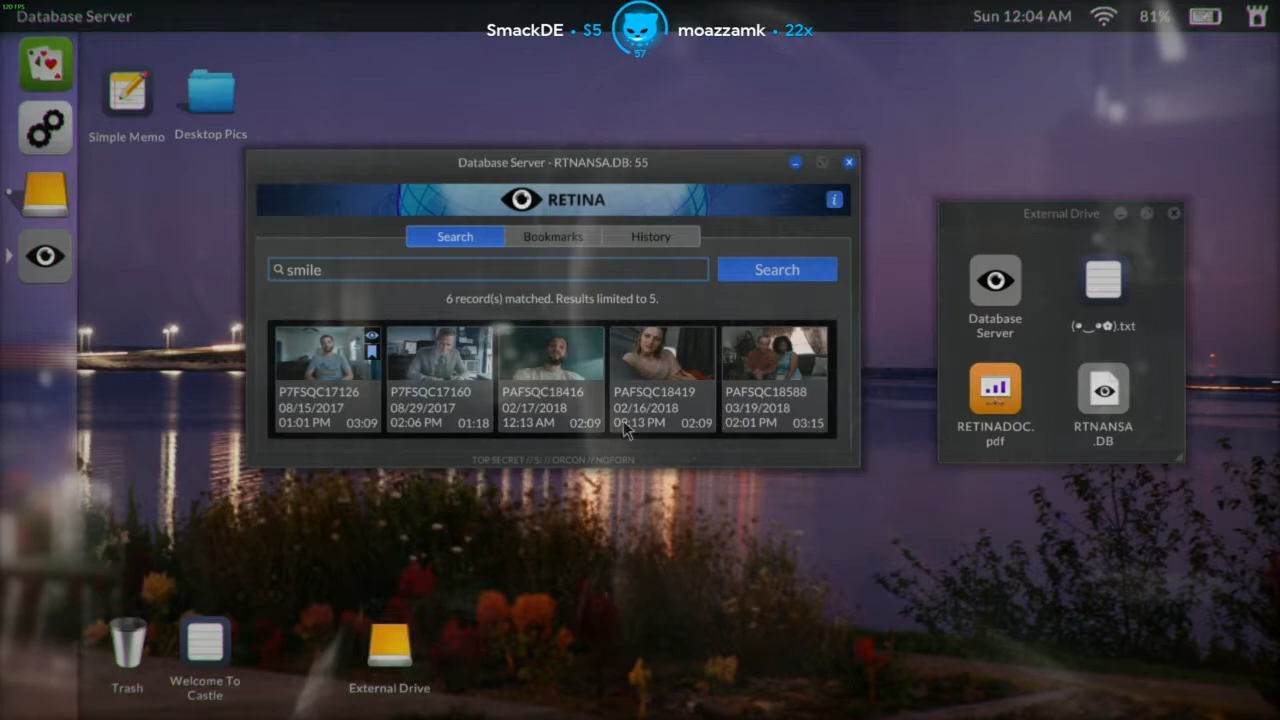 120 FPS
Database Server
SmackDE • $5
57
moazzamk • 22x
Sun 12:04 AM
81%
Simple Memo
Desktop Pics
Database Server - RTNANSA.DB: 55
RETINA
i
Search
Bookmarks
History
smile
Search
6 record(s) matched. Results limited to 5.
P7FSQC17126
08/15/2017
01:01 PM 03:09
P7FSQC17160
08/29/2017
02:06 PM 01:18
PAFSQC18416
02/17/2018
12:13 AM 02:09
PAFSQC18419
02/16/2018
09:13 PM 02:09
PAFSQC18588
03/19/2018
02:01 PM 03:15
TOP SECRET // SI // ORCON // NOFORN
External Drive
Database
Server
(•‿•✿).txt
RETINADOC.
pdf
RTNANSA
.DB
Trash
Welcome To
Castle
External Drive